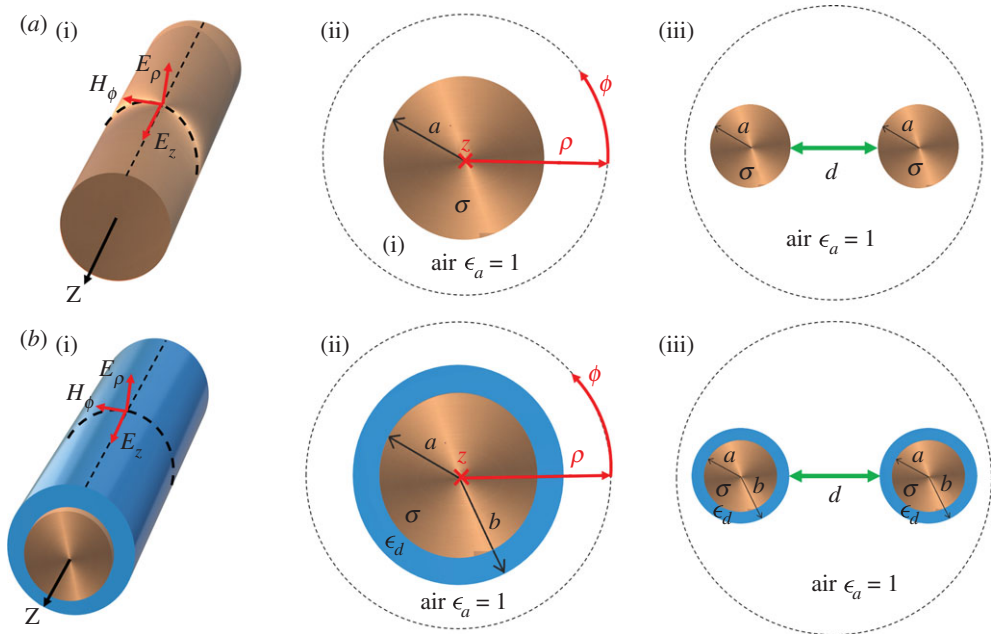 (a) (i)
E_ρ
H_ϕ
E_z
Z
(ii)
ϕ
a
z
ρ
σ
(i)
air ϵ_a = 1
(iii)
a
σ
d
a
σ
air ϵ_a = 1
(b) (i)
E_ρ
H_ϕ
E_z
Z
(ii)
ϕ
a
z
ρ
σ
b
ϵ_d
air ϵ_a = 1
(iii)
a
σ b
ϵ_d
d
a
σ b
ϵ_d
air ϵ_a = 1